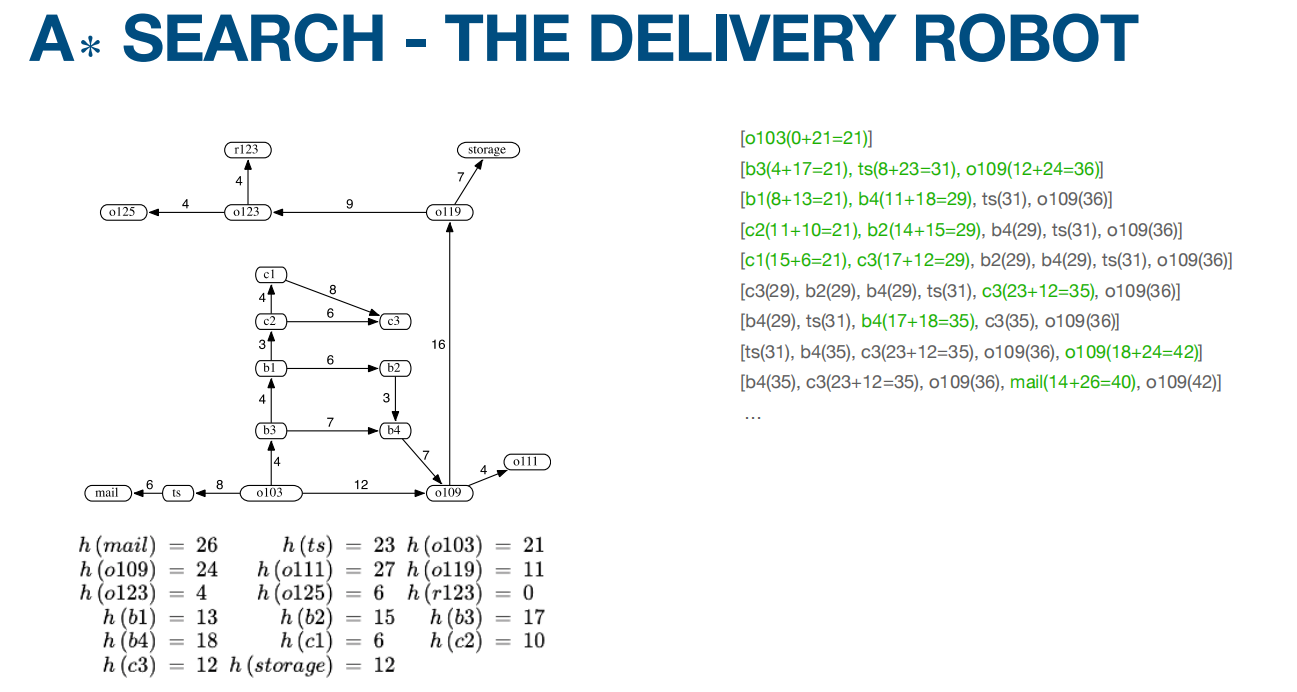 A* SEARCH - THE DELIVERY ROBOT
r123
storage
4
7
o125
4
o123
9
o119
c1
4
8
c2
6
c3
3
16
b1
6
b2
4
3
b3
7
b4
4
7
o111
4
mail
6
ts
8
o103
12
o109
h (mail) = 26 h (ts) = 23 h (o103) = 21
h (o109) = 24 h (o111) = 27 h (o119) = 11
h (o123) = 4 h (o125) = 6 h (r123) = 0
h (b1) = 13 h (b2) = 15 h (b3) = 17
h (b4) = 18 h (c1) = 6 h (c2) = 10
h (c3) = 12 h (storage) = 12
[o103(0+21=21)]
[b3(4+17=21), ts(8+23=31), o109(12+24=36)]
[b1(8+13=21), b4(11+18=29), ts(31), o109(36)]
[c2(11+10=21), b2(14+15=29), b4(29), ts(31), o109(36)]
[c1(15+6=21), c3(17+12=29), b2(29), b4(29), ts(31), o109(36)]
[c3(29), b2(29), b4(29), ts(31), c3(23+12=35), o109(36)]
[b4(29), ts(31), b4(17+18=35), c3(35), o109(36)]
[ts(31), b4(35), c3(23+12=35), o109(36), o109(18+24=42)]
[b4(35), c3(23+12=35), o109(36), mail(14+26=40), o109(42)]
...